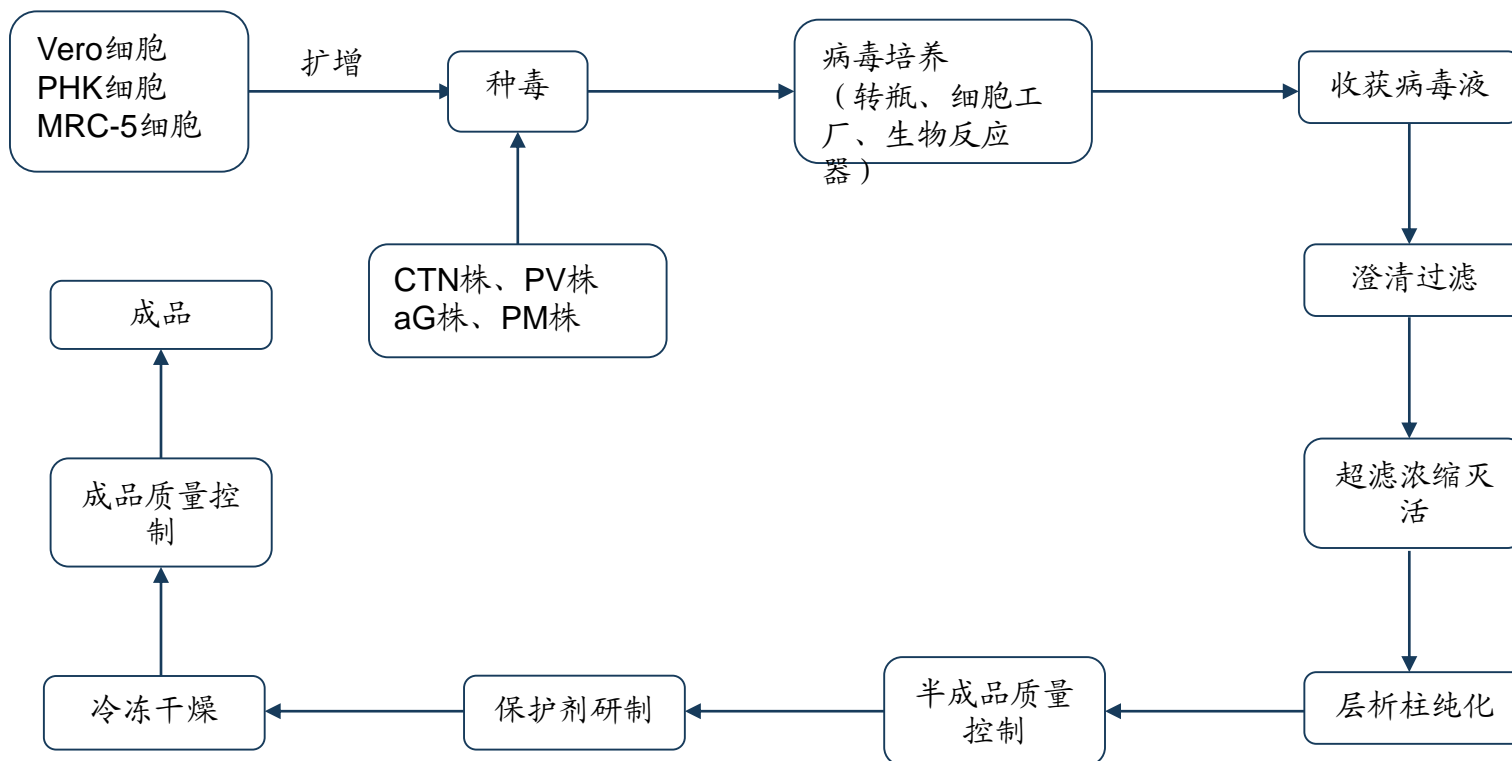 Vero细胞
PHK细胞
MRC-5细胞
扩增
种毒
病毒培养
（转瓶、细胞工
厂、生物反应
器）
收获病毒液
CTN株、PV株
aG株、PM株
澄清过滤
成品
超滤浓缩灭
活
成品质量控
制
层析柱纯化
半成品质量
控制
保护剂研制
冷冻干燥